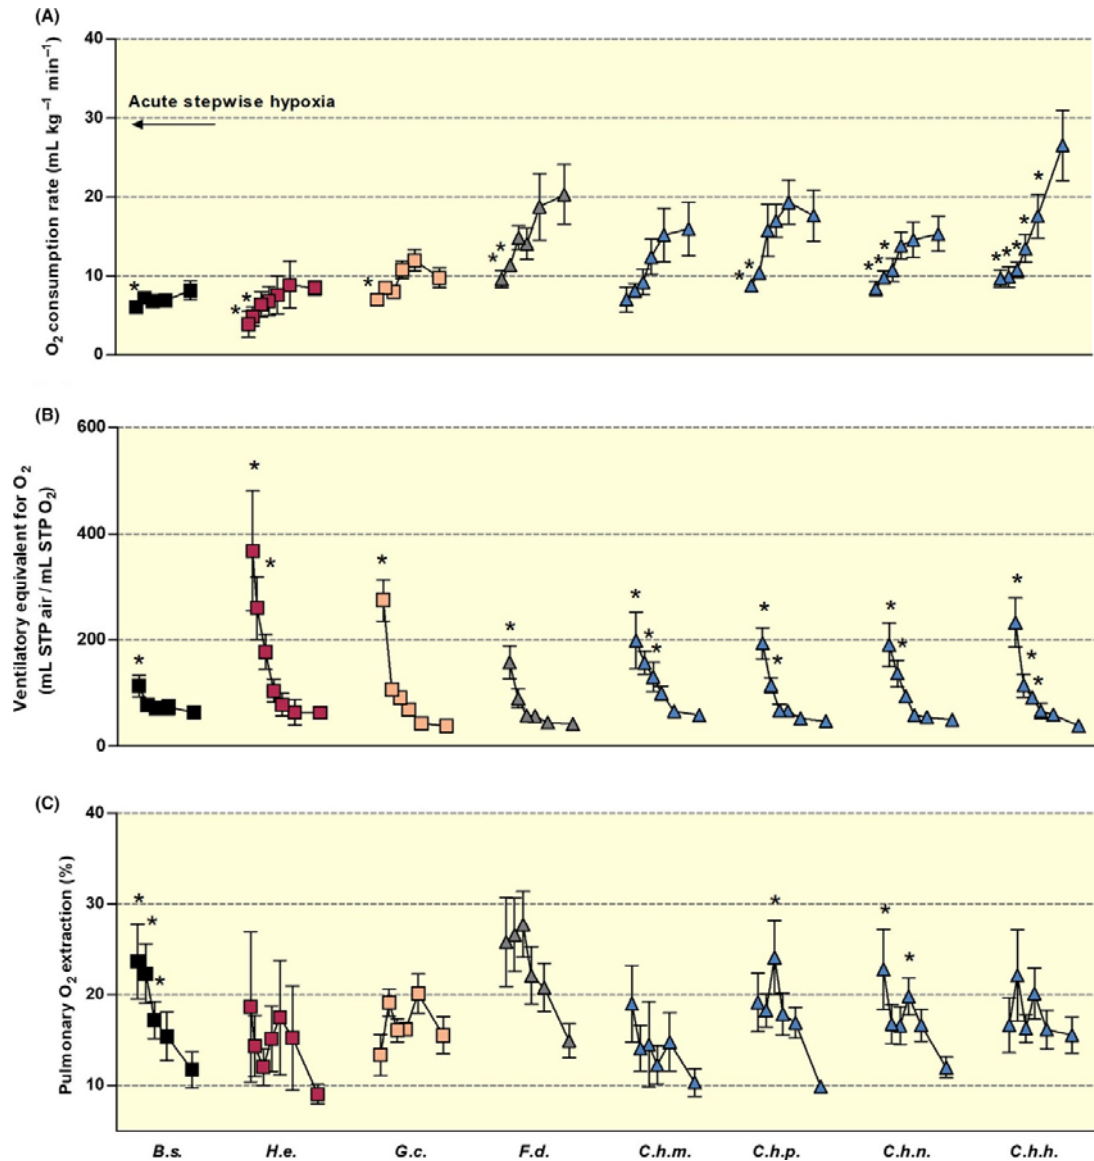 (A)
O₂ consumption rate (mL kg⁻¹ min⁻¹)
40
30
20
10
0
Acute stepwise hypoxia
* * * * * * * * * * * * * * * *
(B)
Ventilatory equivalent for O₂
(mL STP air / mL STP O₂)
600
400
200
0
* * * * * * * * * * * * * * *
(C)
Pulmonary O₂ extraction (%)
40
30
20
10
* * * * * *
B.s. H.e. G.c. F.d. C.h.m. C.h.p. C.h.n. C.h.h.